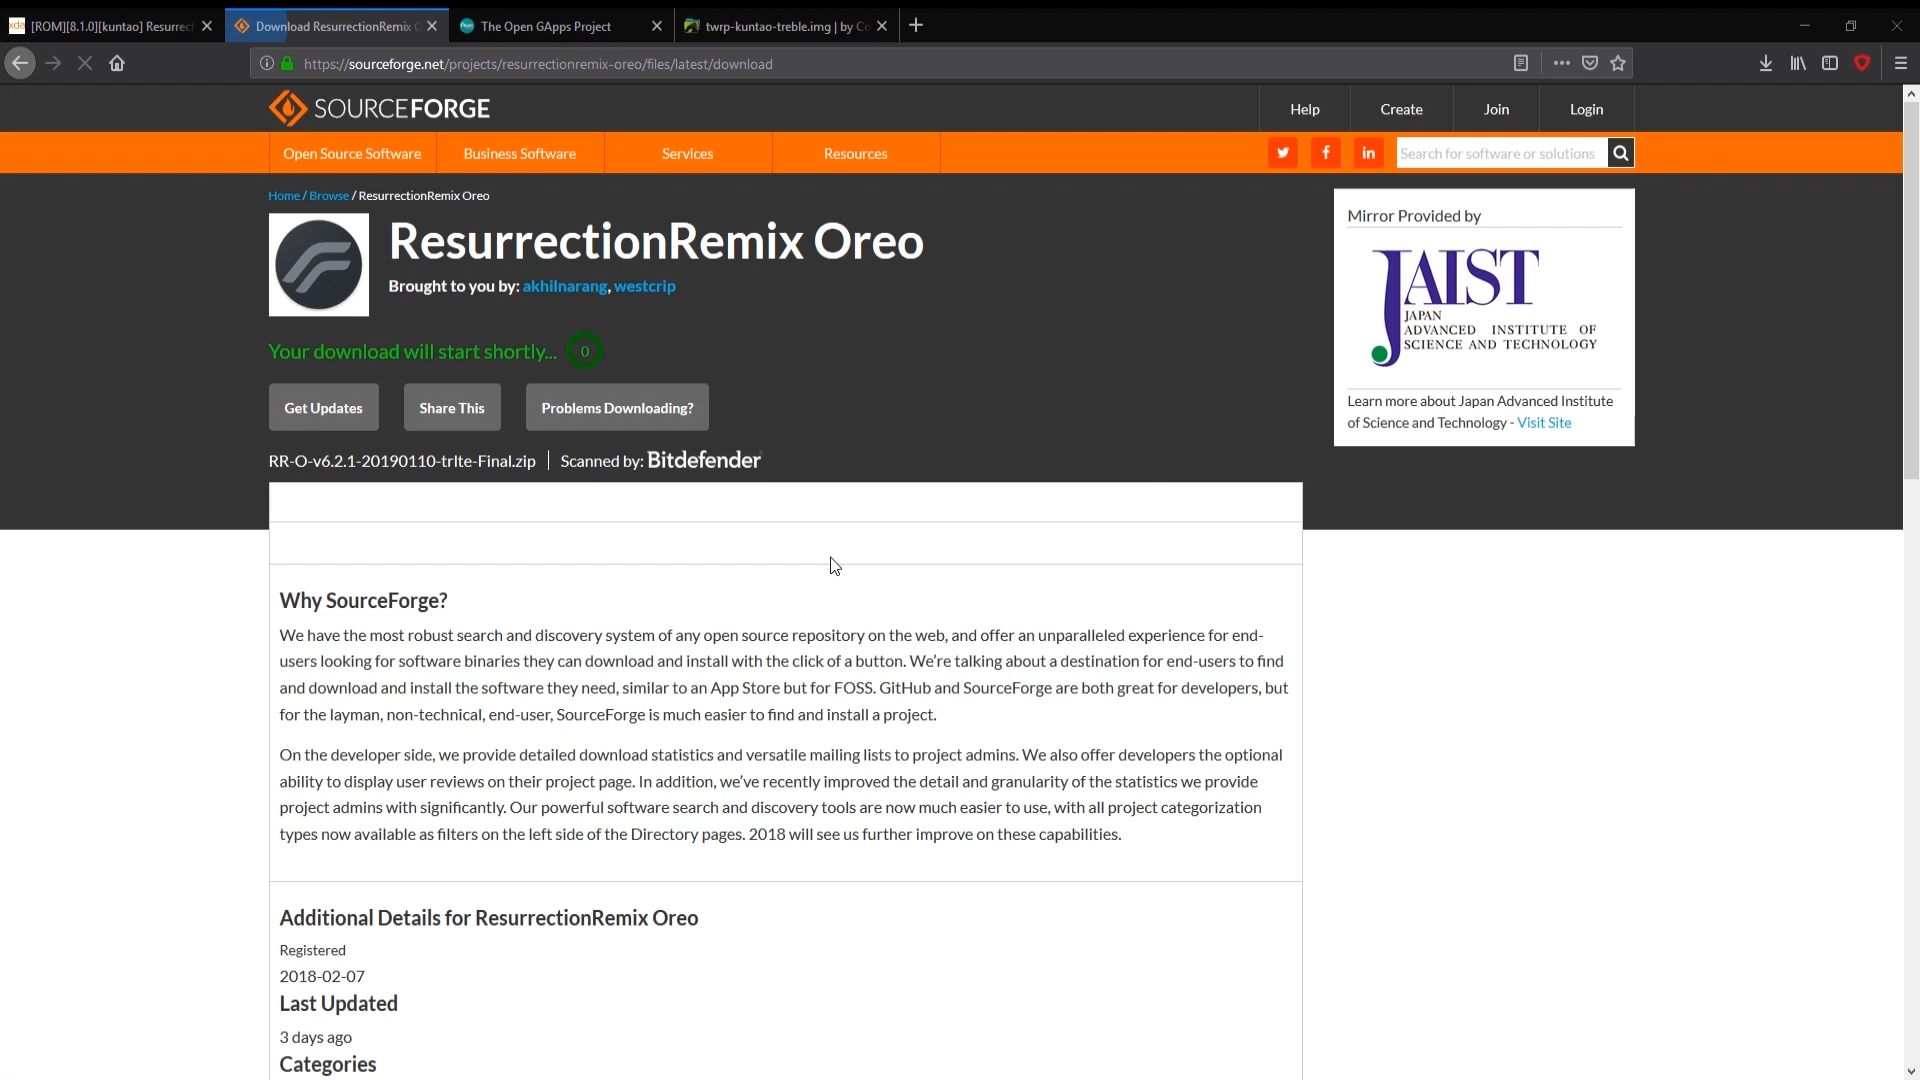 xda
[ROM][8.1.0][kuntao] Resurrect
Download ResurrectionRemix O
The Open GApps Project
twrp-kuntao-treble.img | by Co
https://sourceforge.net/projects/resurrectionremix-oreo/files/latest/download
SOURCEFORGE
Help
Create
Join
Login
Open Source Software
Business Software
Services
Resources
Search for software or solutions
Home / Browse / ResurrectionRemix Oreo
ResurrectionRemix Oreo
Brought to you by: akhilnarang, westcrip
Your download will start shortly... 0
Get Updates
Share This
Problems Downloading?
RR-O-v6.2.1-20190110-trlte-Final.zip | Scanned by: Bitdefender
Mirror Provided by
JAIST
JAPAN
ADVANCED INSTITUTE OF
SCIENCE AND TECHNOLOGY
Learn more about Japan Advanced Institute
of Science and Technology - Visit Site
Why SourceForge?
We have the most robust search and discovery system of any open source repository on the web, and offer an unparalleled experience for end-
users looking for software binaries they can download and install with the click of a button. We're talking about a destination for end-users to find
and download and install the software they need, similar to an App Store but for FOSS. GitHub and SourceForge are both great for developers, but
for the layman, non-technical, end-user, SourceForge is much easier to find and install a project.
On the developer side, we provide detailed download statistics and versatile mailing lists to project admins. We also offer developers the optional
ability to display user reviews on their project page. In addition, we've recently improved the detail and granularity of the statistics we provide
project admins with significantly. Our powerful software search and discovery tools are now much easier to use, with all project categorization
types now available as filters on the left side of the Directory pages. 2018 will see us further improve on these capabilities.
Additional Details for ResurrectionRemix Oreo
Registered
2018-02-07
Last Updated
3 days ago
Categories